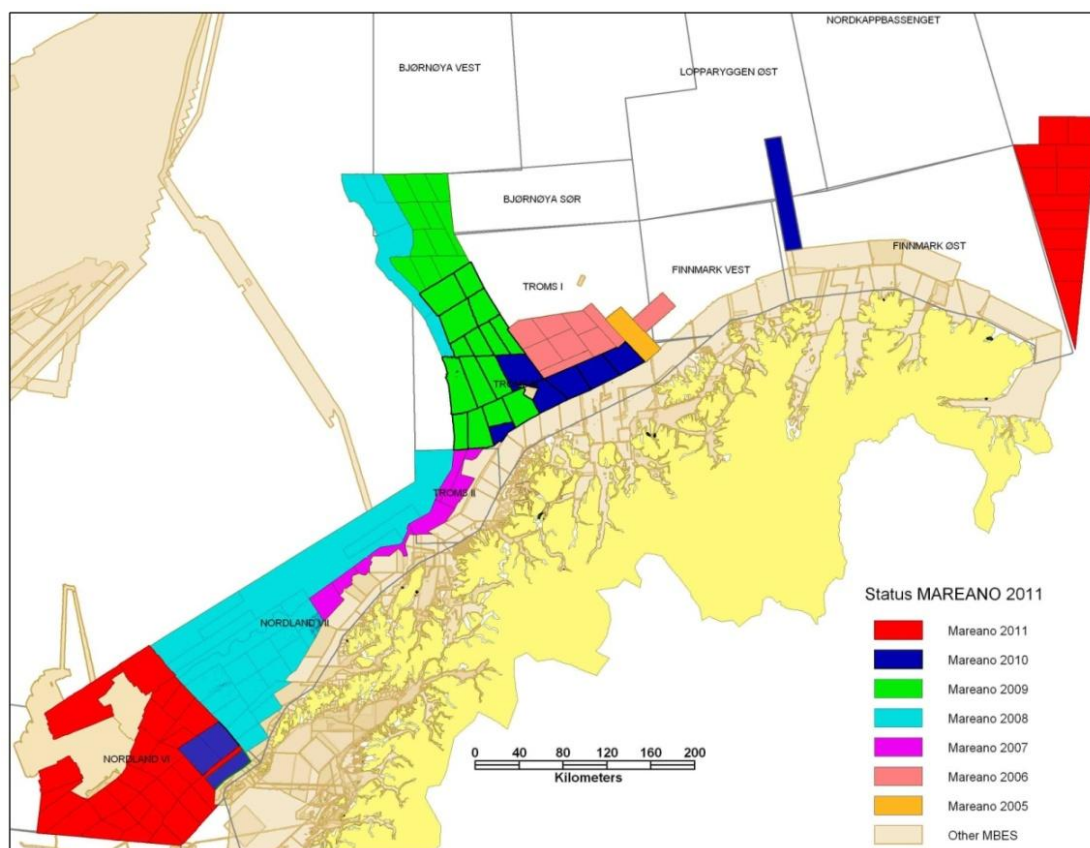 NORDKAPPBASSENGET
BJØRNØYA VEST
LOPPARYGGEN ØST
BJØRNØYA SØR
FINNMARK ØST
FINNMARK VEST
TROMS I
TROMS II
NORDLAND VII
NORDLAND VI
Status MAREANO 2011
Mareano 2011
Mareano 2010
Mareano 2009
Mareano 2008
Mareano 2007
Mareano 2006
Mareano 2005
Other MBES
0 40 80 120 160 200
Kilometers